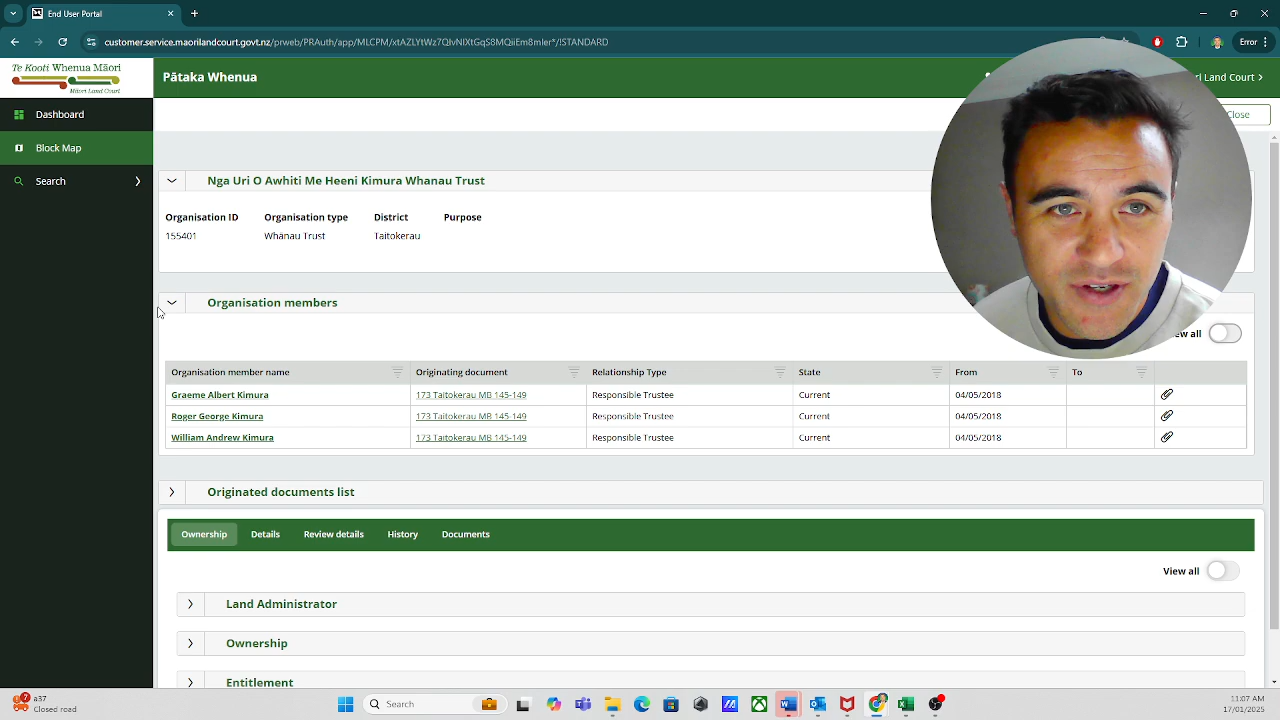 End User Portal
customer.service.maorilandcourt.govt.nz/prweb/PRAuth/app/MLCPM/xtAZLYtWz7QIvNIXtGqS8MQiiEm8mIer*/!STANDARD
Error
Te Kooti Whenua Māori
Māori Land Court
Pātaka Whenua
Land Court
Dashboard
Close
Block Map
Search
Nga Uri O Awhiti Me Heeni Kimura Whanau Trust
Organisation ID Organisation type District Purpose
155401 Whānau Trust Taitokerau
Organisation members
all
Organisation member name Originating document Relationship Type State From To
Graeme Albert Kimura 173 Taitokerau MB 145-149 Responsible Trustee Current 04/05/2018
Roger George Kimura 173 Taitokerau MB 145-149 Responsible Trustee Current 04/05/2018
William Andrew Kimura 173 Taitokerau MB 145-149 Responsible Trustee Current 04/05/2018
Originated documents list
Ownership Details Review details History Documents
View all
Land Administrator
Ownership
Entitlement
7 a37
Closed road
Search
11:07 AM
17/01/2025